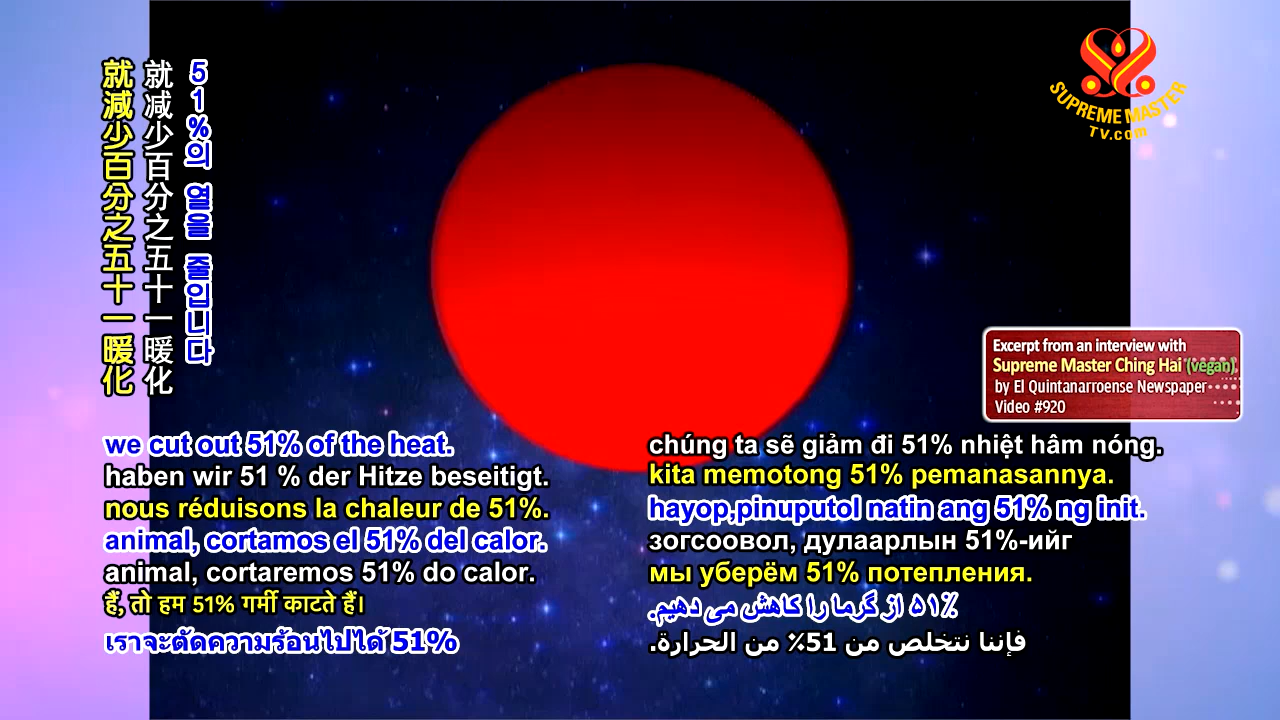 就減少百分之五十一暖化
就减少百分之五十一暖化
51%의 열을 줄입니다
SUPREME MASTER
TV.com
Excerpt from an interview with
Supreme Master Ching Hai (vegan)
by El Quintanarroense Newspaper
Video #920
we cut out 51% of the heat.
haben wir 51 % der Hitze beseitigt.
nous réduisons la chaleur de 51%.
animal, cortamos el 51% del calor.
animal, cortaremos 51% do calor.
हैं, तो हम 51% गर्मी काटते हैं।
เราจะตัดความร้อนไปได้ 51%
chúng ta sẽ giảm đi 51% nhiệt hâm nóng.
kita memotong 51% pemanasannya.
hayop,pinuputol natin ang 51% ng init.
зогсоовол, дулаарлын 51%-ийг
мы уберём 51% потепления.
۵۱٪ از گرما را کاهش می دهیم.
فإننا نتخلص من 51٪ من الحرارة.